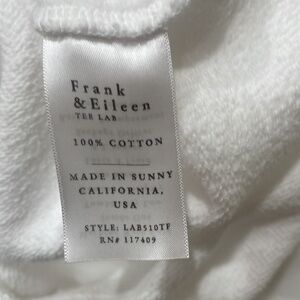 Frank
& Eileen
TEE LAB
100% COTTON
MADE IN SUNNY
CALIFORNIA,
USA
STYLE: LAB510TF
RN# 117409